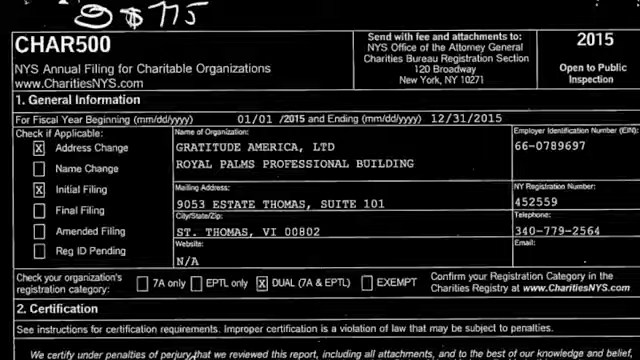 $775
CHAR500
NYS Annual Filing for Charitable Organizations
www.CharitiesNYS.com
Send with fee and attachments to:
NYS Office of the Attorney General
Charities Bureau Registration Section
120 Broadway
New York, NY 10271
2015
Open to Public
Inspection
1. General Information
For Fiscal Year Beginning (mm/dd/yyyy) 01/01 /2015 and Ending (mm/dd/yyyy) 12/31/2015
Check if Applicable:
Address Change
Name Change
Initial Filing
Final Filing
Amended Filing
Reg ID Pending
Name of Organization:
GRATITUDE AMERICA, LTD
ROYAL PALMS PROFESSIONAL BUILDING
Mailing Address:
9053 ESTATE THOMAS, SUITE 101
City/State/Zip:
ST. THOMAS, VI 00802
Website:
N/A
Employer Identification Number (EIN):
66-0789697
NY Registration Number:
452559
Telephone:
340-779-2564
Email:
Check your organization's
registration category:
7A only EPTL only X DUAL (7A & EPTL) EXEMPT
Confirm your Registration Category in the
Charities Registry at www.CharitiesNYS.com.
2. Certification
See instructions for certification requirements. Improper certification is a violation of law that may be subject to penalties.
We certify under penalties of perjury that we reviewed this report, including all attachments, and to the best of our knowledge and belief,